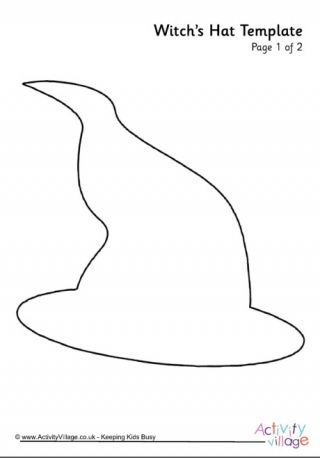 Witch's Hat Template
Page 1 of 2
© www.ActivityVillage.co.uk - Keeping Kids Busy
Activity
Village